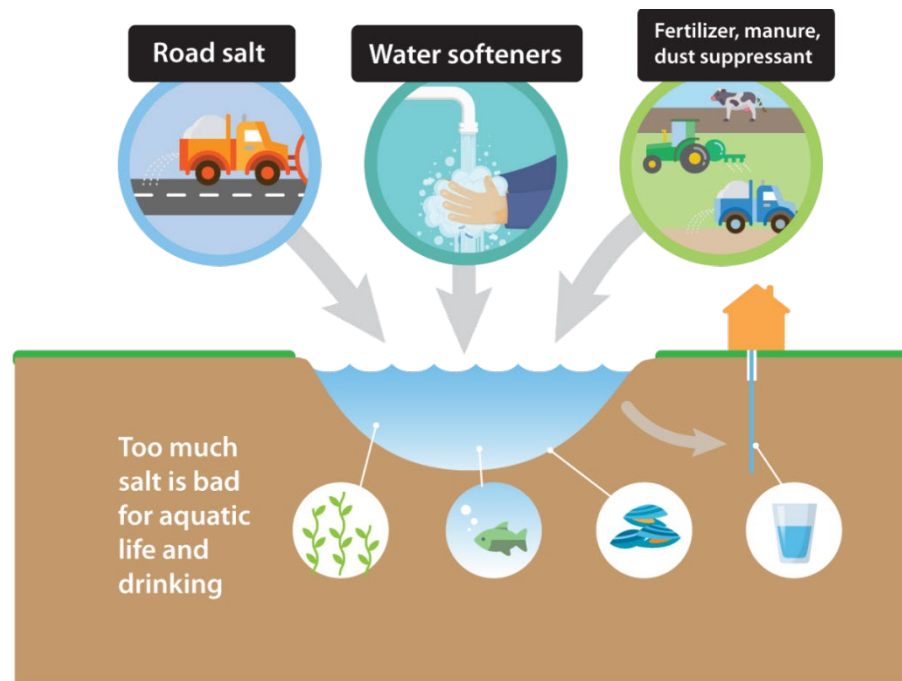 Road salt
Water softeners
Fertilizer, manure,
dust suppressant
Too much
salt is bad
for aquatic
life and
drinking